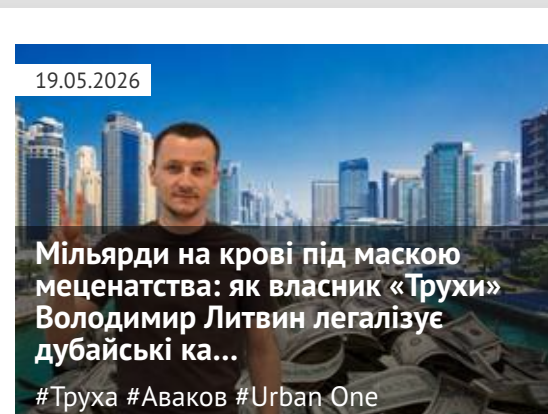 19.05.2026
Мільярди на крові під маскою
меценатства: як власник «Трухи»
Володимир Литвин легалізує
дубайські ка...
#Труха #Аваков #Urban One